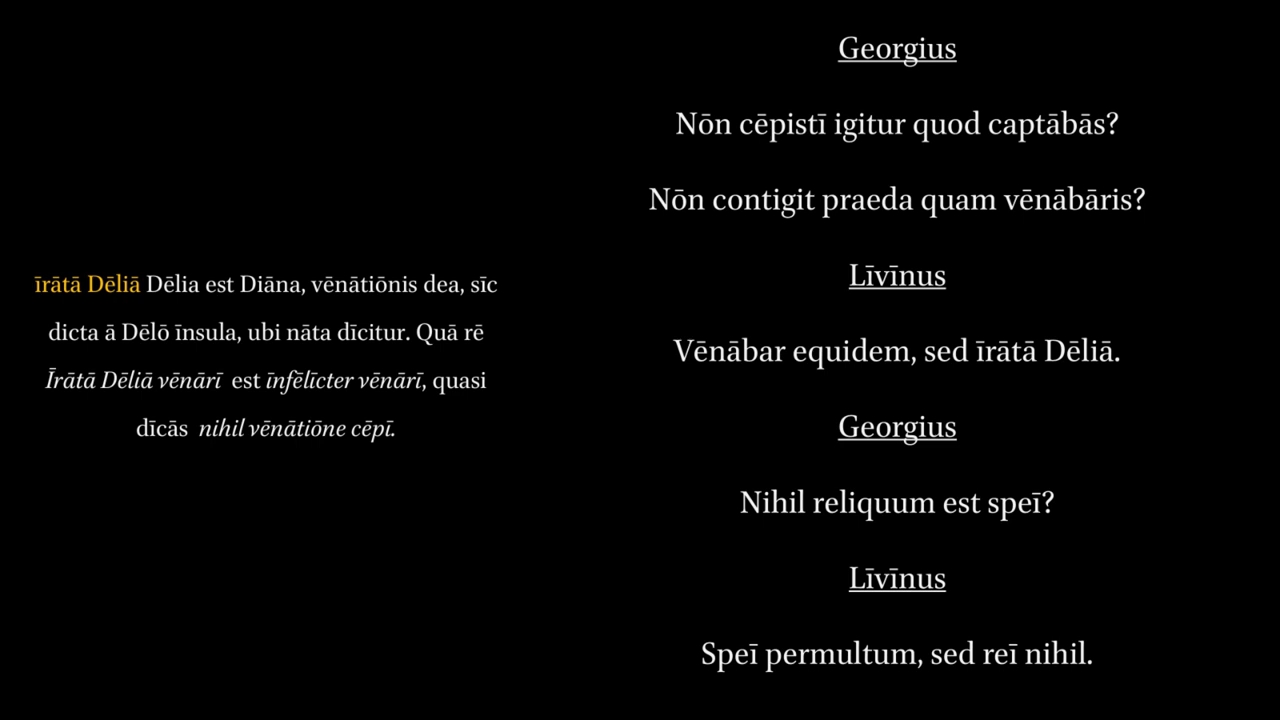 īrātā Dēliā Dēlia est Diāna, vēnātiōnis dea, sīc
dicta ā Dēlō īnsula, ubi nāta dīcitur. Quā rē
Īrātā Dēliā vēnārī est īnfēlīcter vēnārī, quasi
dīcās nihil vēnātiōne cēpī.
Georgius
Nōn cēpistī igitur quod captābās?
Nōn contigit praeda quam vēnābāris?
Līvīnus
Vēnābar equidem, sed īrātā Dēliā.
Georgius
Nihil reliquum est speī?
Līvīnus
Speī permultum, sed reī nihil.